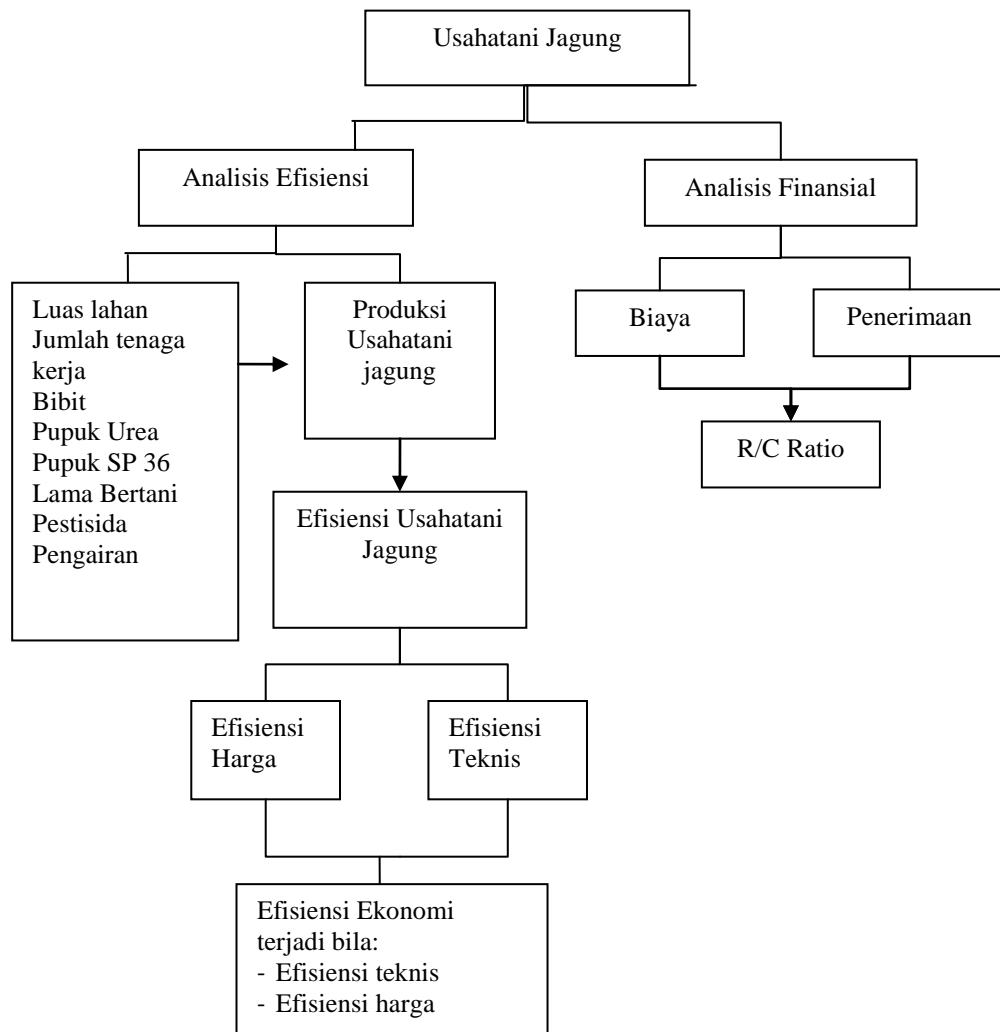 Usahatani Jagung
Analisis Efisiensi
Analisis Finansial
Luas lahan
Jumlah tenaga
kerja
Bibit
Pupuk Urea
Pupuk SP 36
Lama Bertani
Pestisida
Pengairan
Produksi
Usahatani
jagung
Biaya
Penerimaan
R/C Ratio
Efisiensi Usahatani
Jagung
Efisiensi
Harga
Efisiensi
Teknis
Efisiensi Ekonomi
terjadi bila:
- Efisiensi teknis
- Efisiensi harga